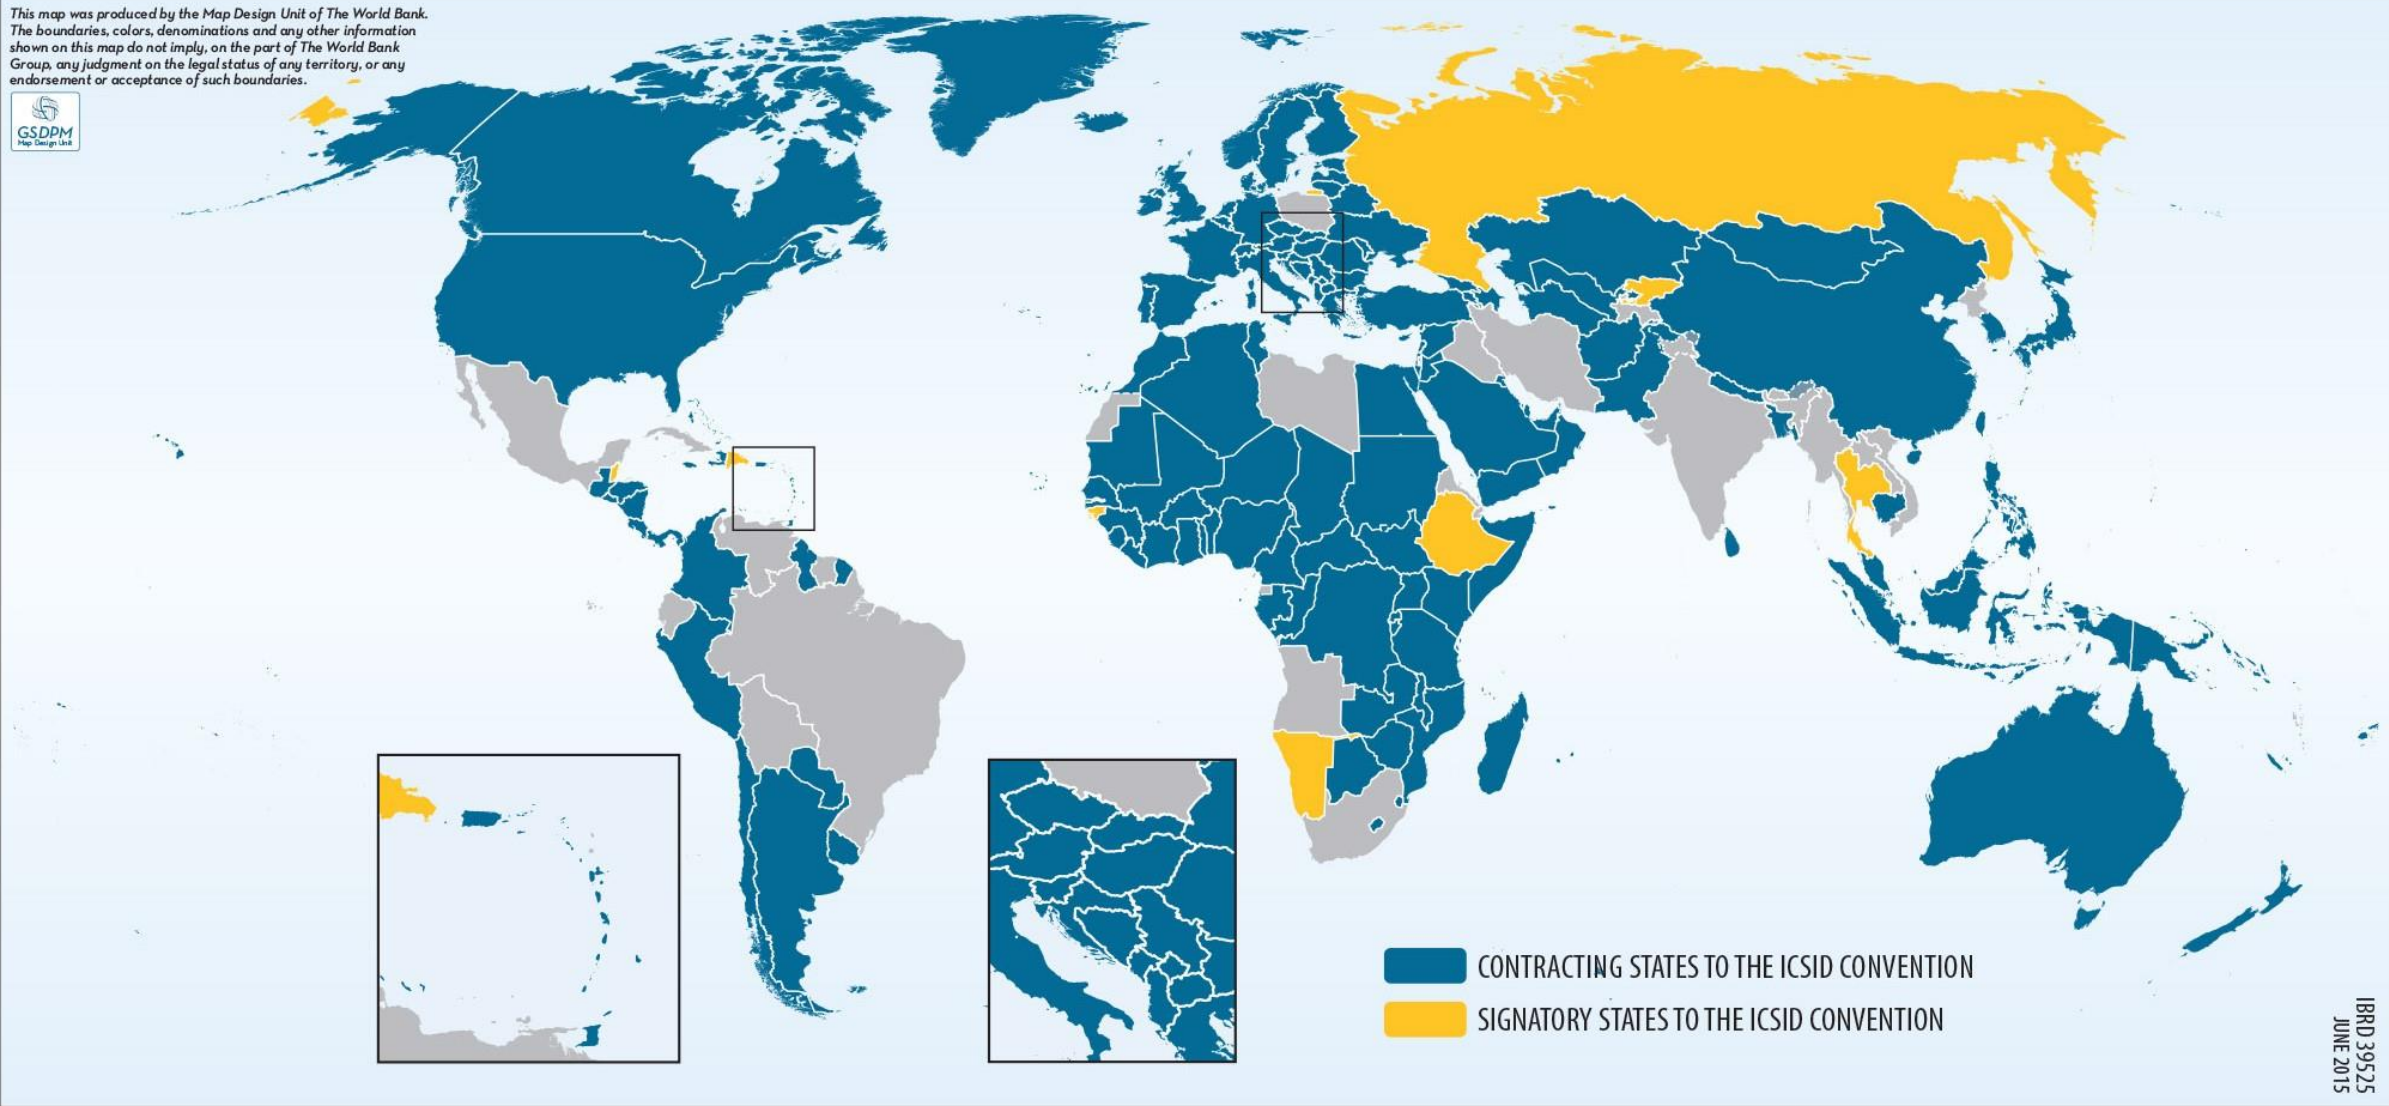 This map was produced by the Map Design Unit of The World Bank.
The boundaries, colors, denominations and any other information
shown on this map do not imply, on the part of The World Bank
Group, any judgment on the legal status of any territory, or any
endorsement or acceptance of such boundaries.
GSDPM
Map Design Unit
CONTRACTING STATES TO THE ICSID CONVENTION
SIGNATORY STATES TO THE ICSID CONVENTION
IBRD 39525
JUNE 2015